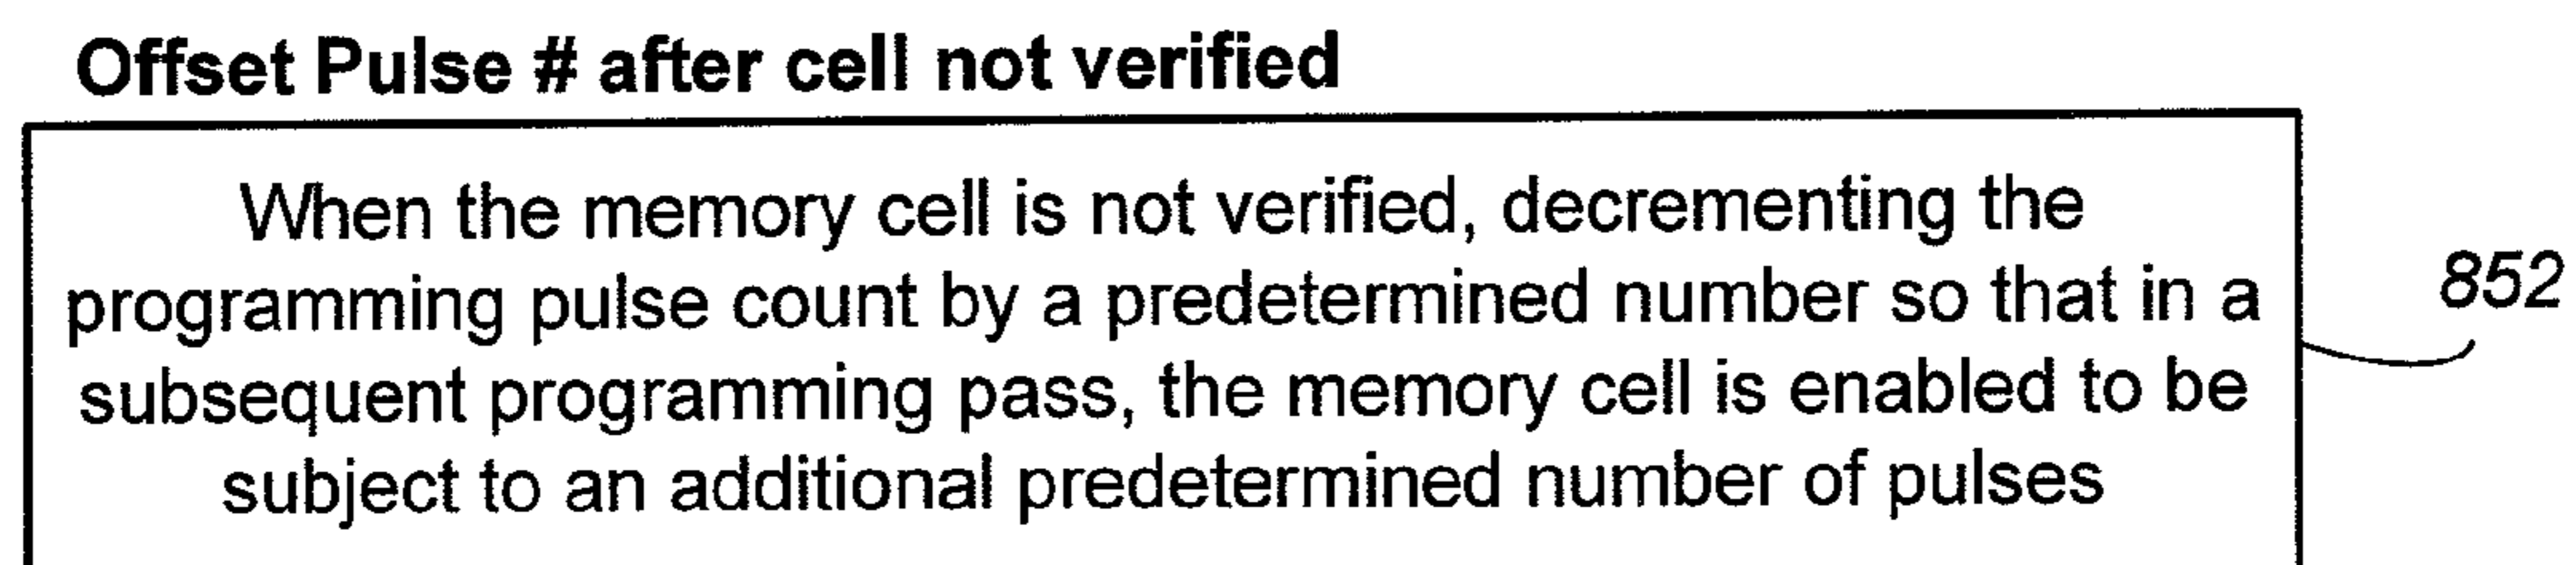 Offset Pulse # after cell not verified
When the memory cell is not verified, decrementing the
programming pulse count by a predetermined number so that in a
subsequent programming pass, the memory cell is enabled to be
subject to an additional predetermined number of pulses
852